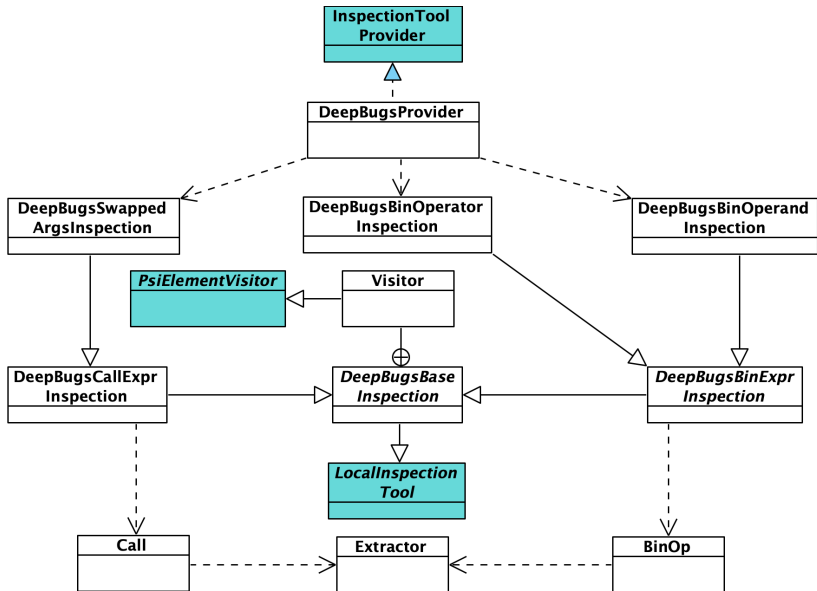 InspectionTool
Provider
DeepBugsProvider
DeepBugsSwapped
ArgsInspection
DeepBugsBinOperator
Inspection
DeepBugsBinOperand
Inspection
PsiElementVisitor
Visitor
DeepBugsCallExpr
Inspection
DeepBugsBase
Inspection
DeepBugsBinExpr
Inspection
LocalInspection
Tool
Call
Extractor
BinOp